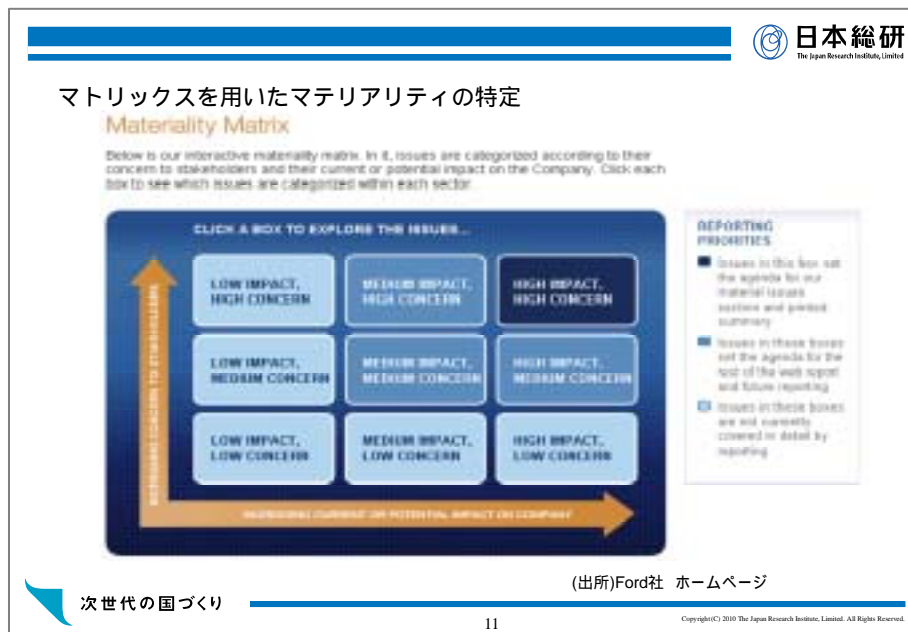 日本総研
The Japan Research Institute, Limited
マトリックスを用いたマテリアリティの特定
Materiality Matrix
Below is our interactive materiality matrix. In it, issues are categorized according to their
concern to stakeholders and their current or potential impact on the Company. Click each
box to see which issues are categorized within each sector.
CLICK A BOX TO EXPLORE THE ISSUES...
LOW IMPACT,
HIGH CONCERN
MEDIUM IMPACT,
HIGH CONCERN
HIGH IMPACT,
HIGH CONCERN
LOW IMPACT,
MEDIUM CONCERN
MEDIUM IMPACT,
MEDIUM CONCERN
HIGH IMPACT,
MEDIUM CONCERN
LOW IMPACT,
LOW CONCERN
MEDIUM IMPACT,
LOW CONCERN
HIGH IMPACT,
LOW CONCERN
INCREASING CONCERN TO STAKEHOLDERS
INCREASING CURRENT OR POTENTIAL IMPACT ON COMPANY
REPORTING
PRIORITIES
Issues in this box set
the agenda for our
material issues
section and printed
summary
Issues in these boxes
set the agenda for the
rest of the web report
and future reporting
Issues in these boxes
are not currently
covered in detail by
reporting
(出所)Ford社 ホームページ
次世代の国づくり
11
Copyright (C) 2010 The Japan Research Institute, Limited. All Rights Reserved.